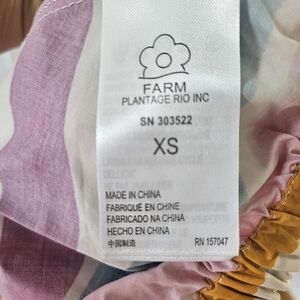 FARM
PLANTAGE RIO INC
SN 303522
XS
MADE IN CHINA
FABRIQUÉ EN CHINE
FABRICADO NA CHINA
HECHO EN CHINA
中国制造
RN 157047